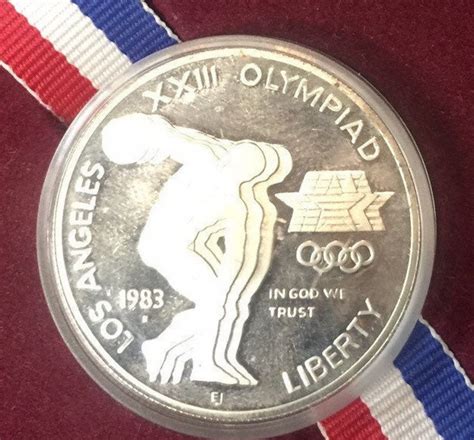 LOS ANGELES XXIII OLYMPIAD
1983
IN GOD WE
TRUST
LIBERTY
EJ